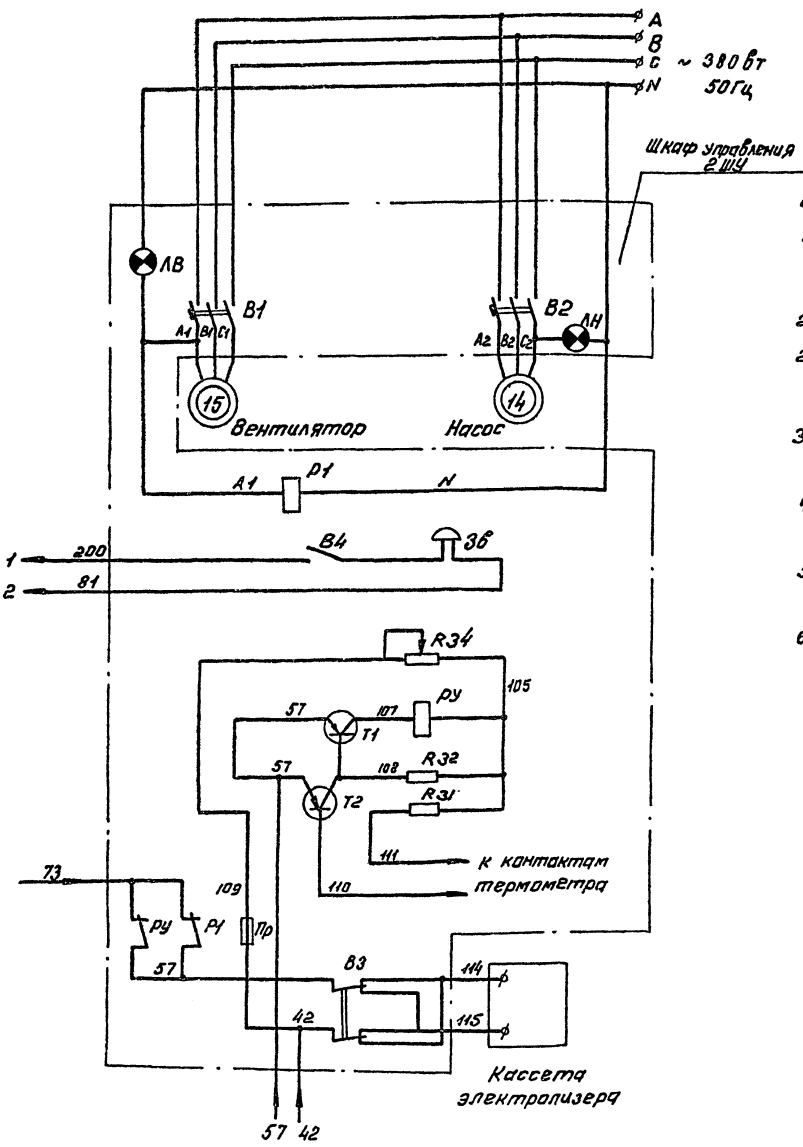 А
В
С ~ 380 вт
N 50 Гц
Шкаф управления
2 ШУ
ЛВ
В1
В2
ЛН
А1 В1 С1
А2 В2 С2
15
14
Вентилятор
Насос
А1
Р1
N
1
200
В4
Зв
2
81
R34
105
57
107
РУ
Т1
57
108
R32
Т2
R31
111
к контактам
110
термометра
73
109
РУ
Р1
Пр
57
В3
114
42
115
Кассета
электролизера
57 42